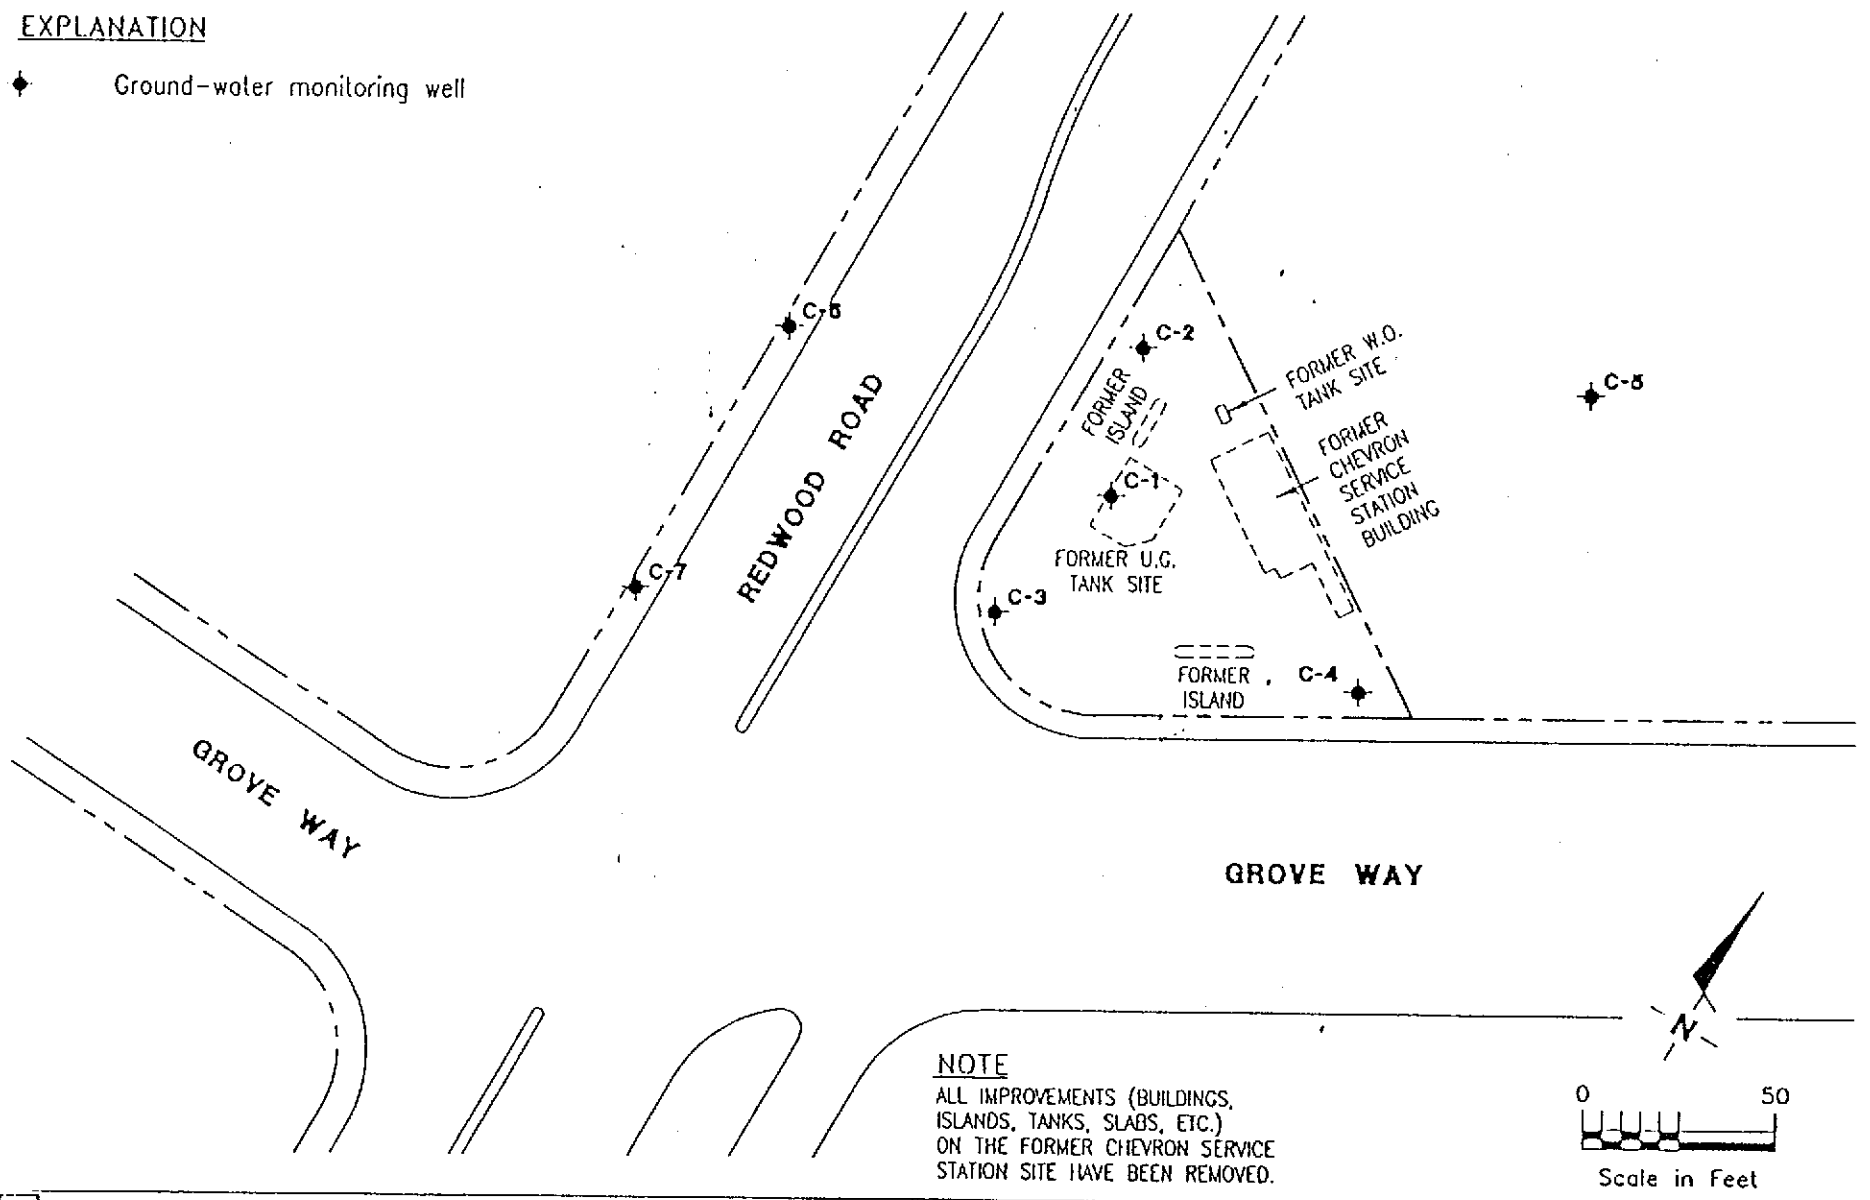 EXPLANATION
Ground-water monitoring well
C-2
FORMER W.O.
TANK SITE
FORMER
ISLAND
FORMER
CHEVRON
SERVICE
STATION
BUILDING
C-1
REDWOOD ROAD
FORMER U.G.
TANK SITE
C-7
C-3
FORMER
ISLAND
C-4
GROVE WAY
GROVE WAY
N
NOTE
ALL IMPROVEMENTS (BUILDINGS,
ISLANDS, TANKS, SLABS, ETC.)
ON THE FORMER CHEVRON SERVICE
STATION SITE HAVE BEEN REMOVED.
0 50
Scale in Feet